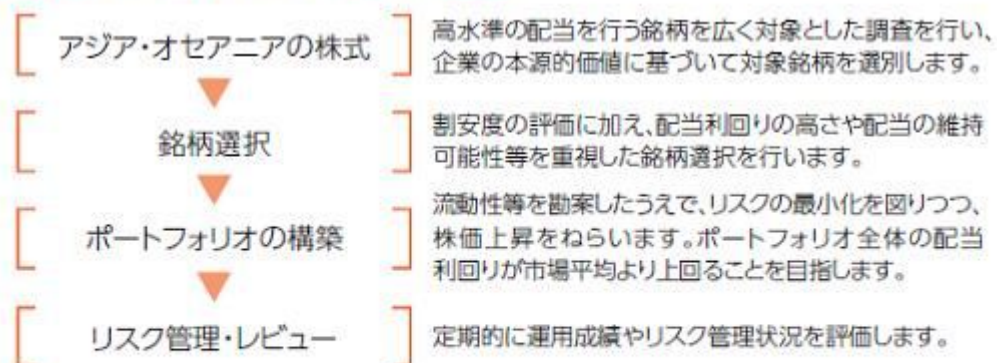 アジア・オセアニアの株式
高水準の配当を行う銘柄を広く対象とした調査を行い、
企業の本源的価値に基づいて対象銘柄を選別します。
銘柄選択
割安度の評価に加え、配当利回りの高さや配当の維持
可能性等を重視した銘柄選択を行います。
ポートフォリオの構築
流動性等を勘案したうえで、リスクの最小化を図りつつ、
株価上昇をねらいます。ポートフォリオ全体の配当
利回りが市場平均より上回ることを目指します。
リスク管理・レビュー
定期的に運用成績やリスク管理状況を評価します。